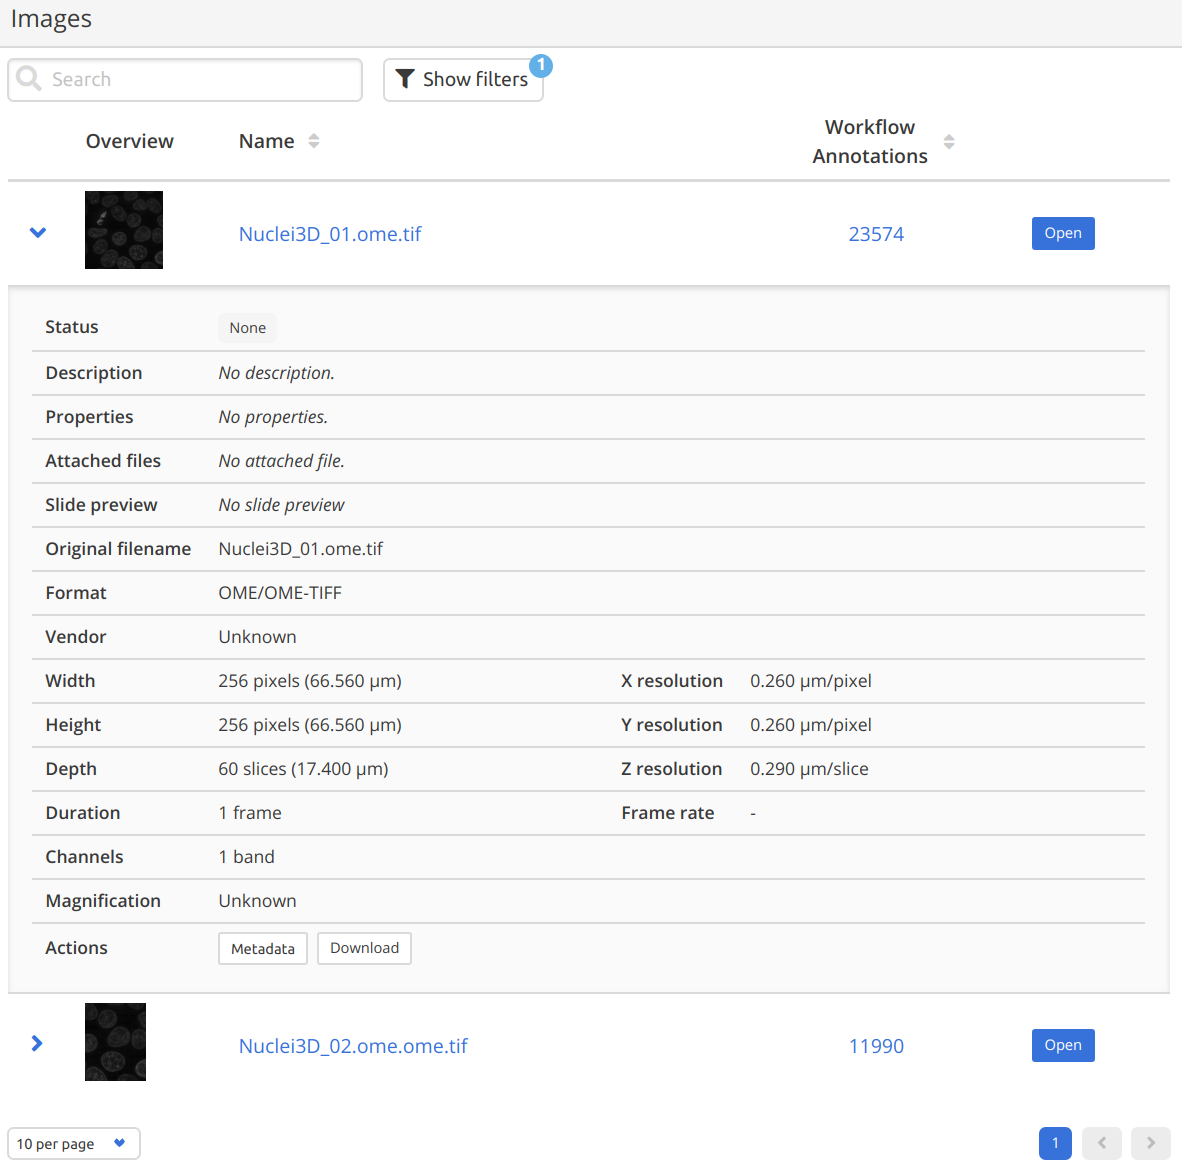 Images
Search
Show filters
1
Overview
Name
Workflow
Annotations
Nuclei3D_01.ome.tif
23574
Open
Status
None
Description
No description.
Properties
No properties.
Attached files
No attached file.
Slide preview
No slide preview
Original filename
Nuclei3D_01.ome.tif
Format
OME/OME-TIFF
Vendor
Unknown
Width
256 pixels (66.560 µm)
X resolution
0.260 µm/pixel
Height
256 pixels (66.560 µm)
Y resolution
0.260 µm/pixel
Depth
60 slices (17.400 µm)
Z resolution
0.290 µm/slice
Duration
1 frame
Frame rate
-
Channels
1 band
Magnification
Unknown
Actions
Metadata
Download
Nuclei3D_02.ome.ome.tif
11990
Open
10 per page
1